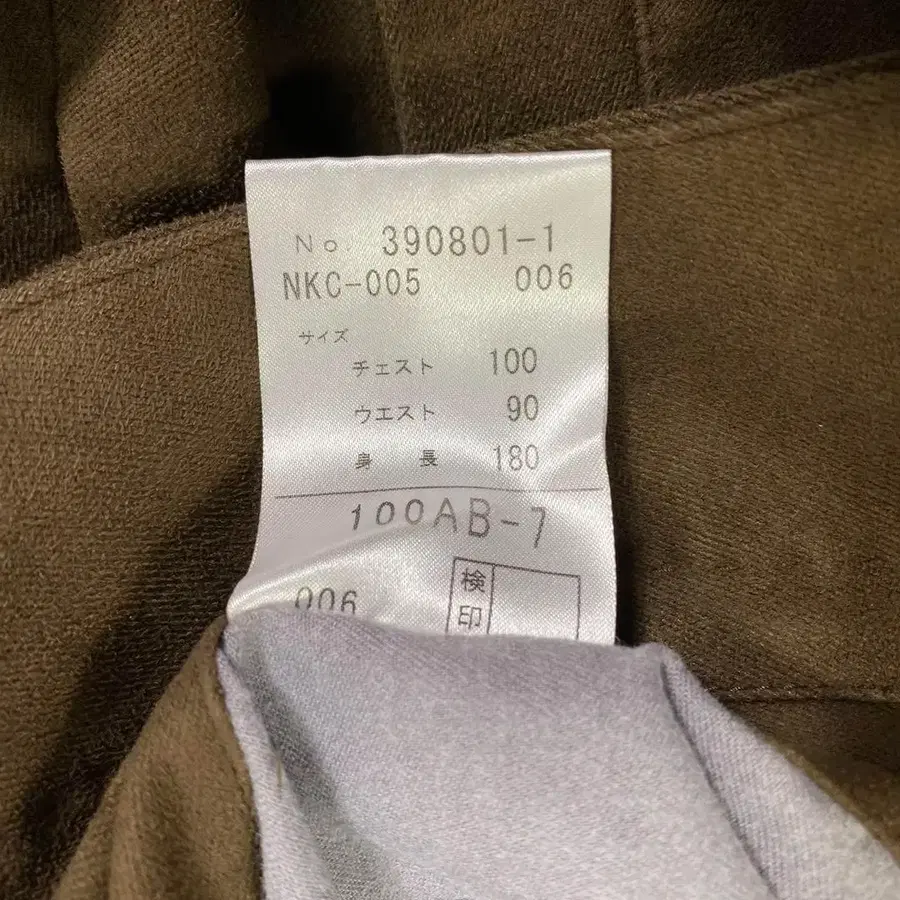 No. 390801-1
NKC-005 006
サイズ
チェスト 100
ウエスト 90
身長 180
100AB-7
006
検印